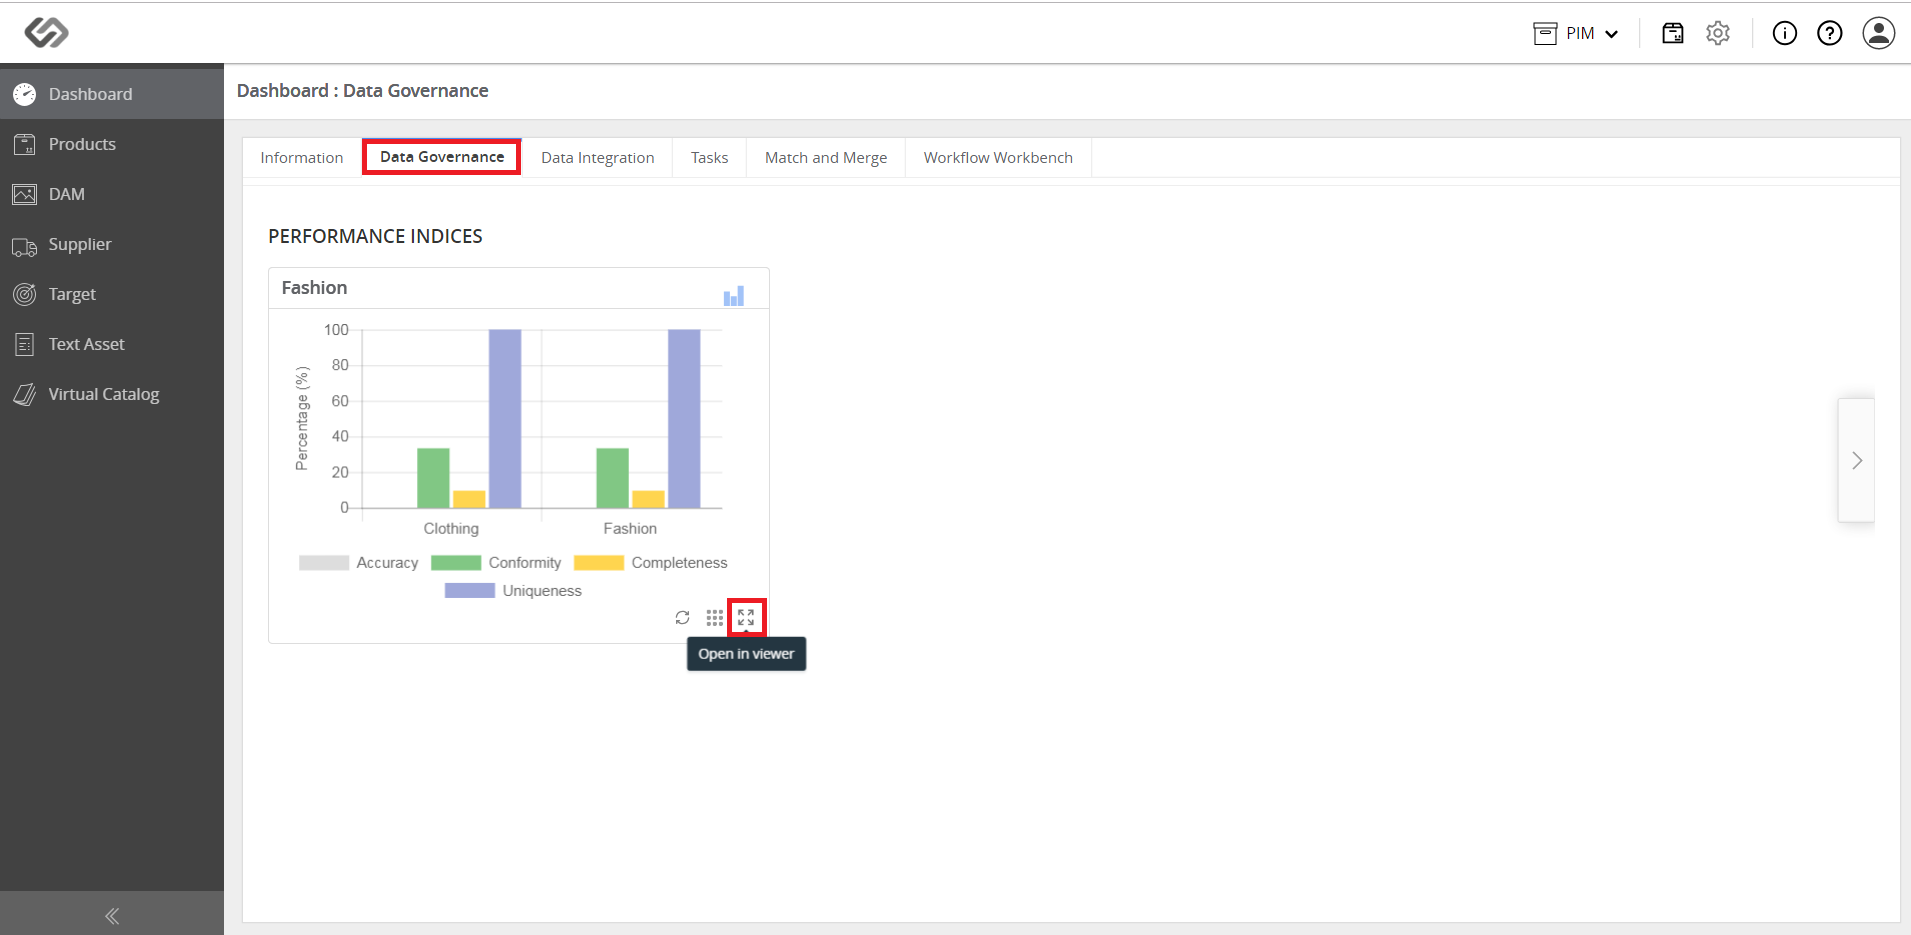 PIM
Dashboard
Products
DAM
Supplier
Target
Text Asset
Virtual Catalog
Dashboard : Data Governance
Information Data Governance Data Integration Tasks Match and Merge Workflow Workbench
PERFORMANCE INDICES
Fashion
Percentage (%)
100
80
60
40
20
0
Clothing Fashion
Accuracy Conformity Completeness
Uniqueness
Open in viewer